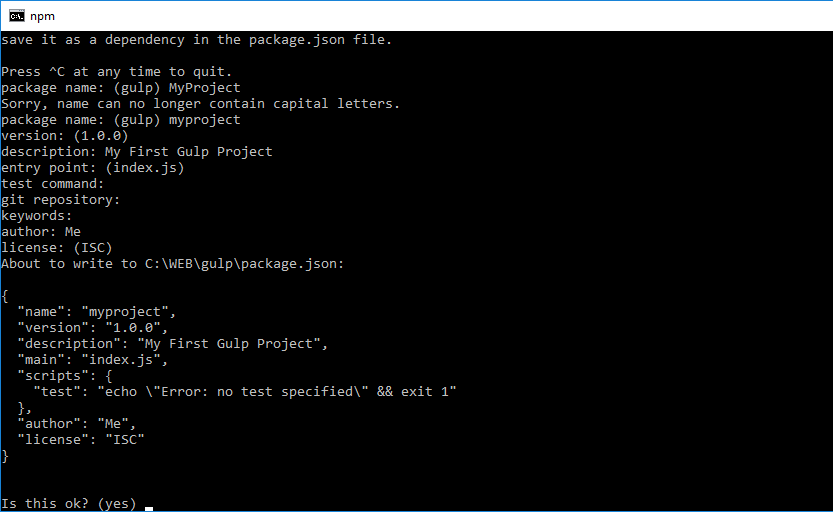 npm
save it as a dependency in the package.json file.
Press ^C at any time to quit.
package name: (gulp) MyProject
Sorry, name can no longer contain capital letters.
package name: (gulp) myproject
version: (1.0.0)
description: My First Gulp Project
entry point: (index.js)
test command:
git repository:
keywords:
author: Me
license: (ISC)
About to write to C:\WEB\gulp\package.json:
{
  "name": "myproject",
  "version": "1.0.0",
  "description": "My First Gulp Project",
  "main": "index.js",
  "scripts": {
    "test": "echo \"Error: no test specified\" && exit 1"
  },
  "author": "Me",
  "license": "ISC"
}
Is this ok? (yes)